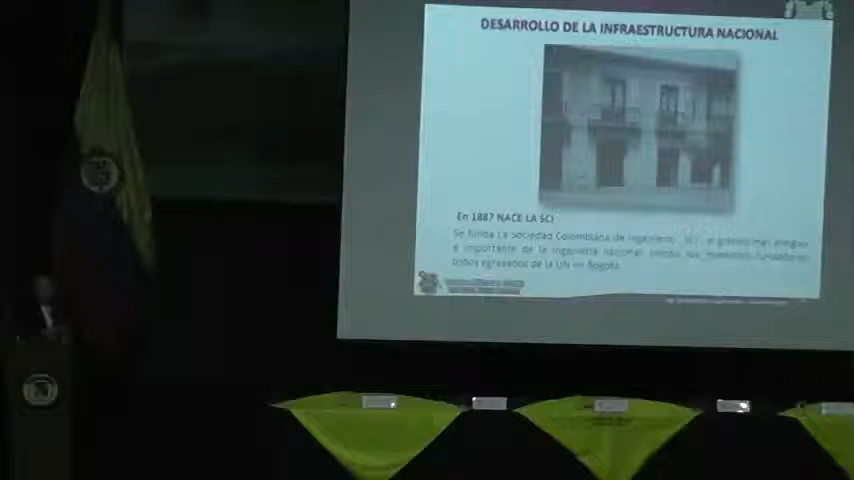 DESARROLLO DE LA INFRAESTRUCTURA NACIONAL
En 1887 NACE LA SCI
Se funda La Sociedad Colombiana de Ingenieros SCI el gremio mas antiguo
e importante de la ingeniería nacional, siendo sus miembros fundadores
todos egresados de la UN en Bogotá